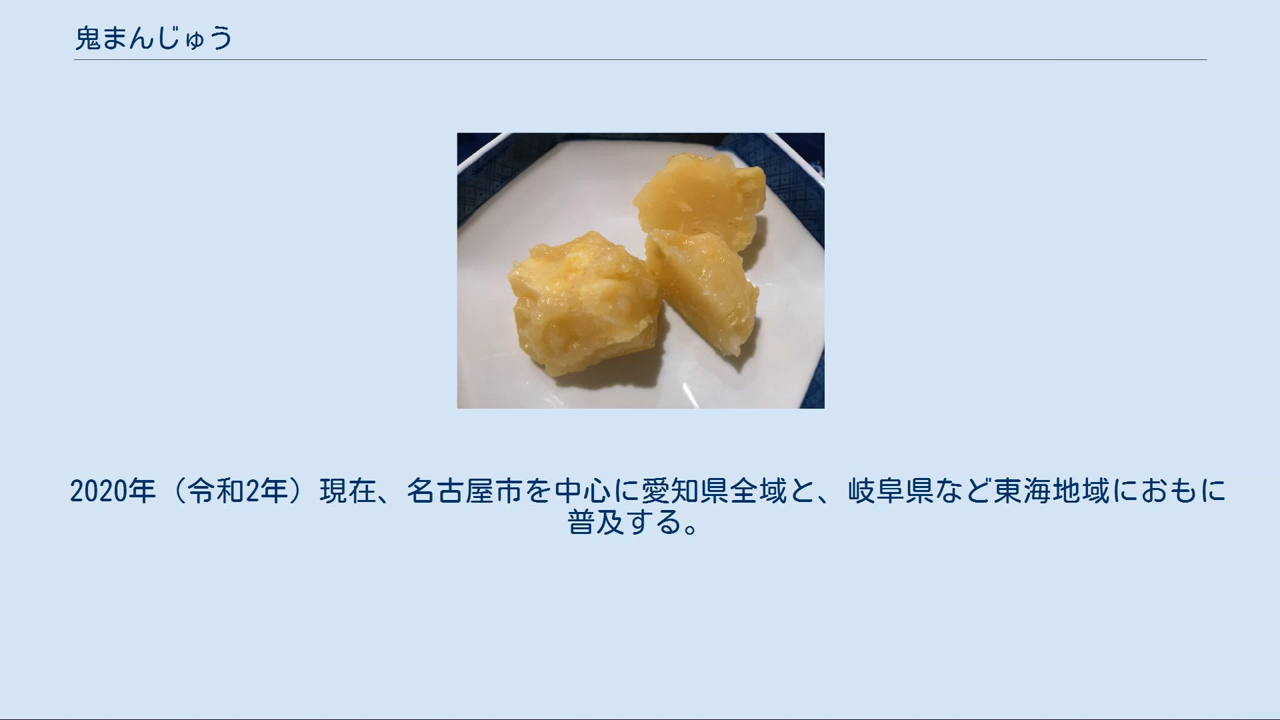 鬼まんじゅう
2020年（令和2年）現在、名古屋市を中心に愛知県全域と、岐阜県など東海地域におもに
普及する。